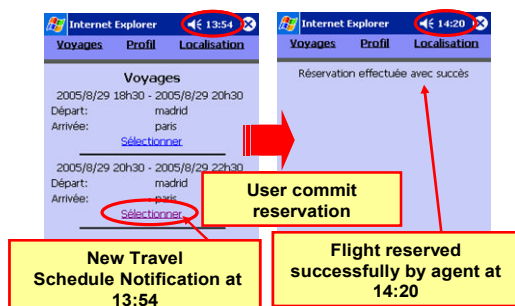 Internet Explorer 13:54
Voyages Profil Localisation
Voyages
2005/8/29 18h30 - 2005/8/29 20h30
Départ: madrid
Arrivée: paris
Sélectionner
2005/8/29 20h30 - 2005/8/29 22h30
Départ: madrid
Arrivée: paris
Sélectionner
New Travel
Schedule Notification at
13:54
User commit
reservation
Internet Explorer 14:20
Voyages Profil Localisation
Réservation effectuée avec succès
Flight reserved
successfully by agent at
14:20